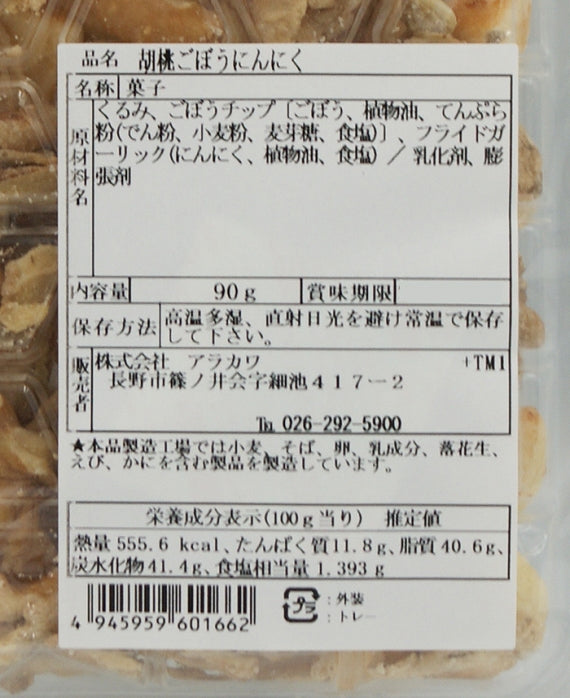 品名 胡桃ごぼうにんにく
名称 菓子
原材料名 くるみ、ごぼうチップ〔ごぼう、植物油、てんぷら
粉(でん粉、小麦粉、麦芽糖、食塩)〕、フライドガ
ーリック(にんにく、植物油、食塩)／乳化剤、膨
張剤
内容量 90g 賞味期限
保存方法 高温多湿、直射日光を避け常温で保存
して下さい。
販売者 株式会社 アラカワ +TM1
長野市篠ノ井会字細池417-2
℡ 026-292-5900
★本品製造工場では小麦、そば、卵、乳成分、落花生、
えび、かにを含む製品を製造しています。
栄養成分表示(100g当り) 推定値
熱量555.6 kcal、たんぱく質11.8g、脂質40.6g、
炭水化物41.4g、食塩相当量1.393g
4 945959 601662
プラ : 外装
: トレー